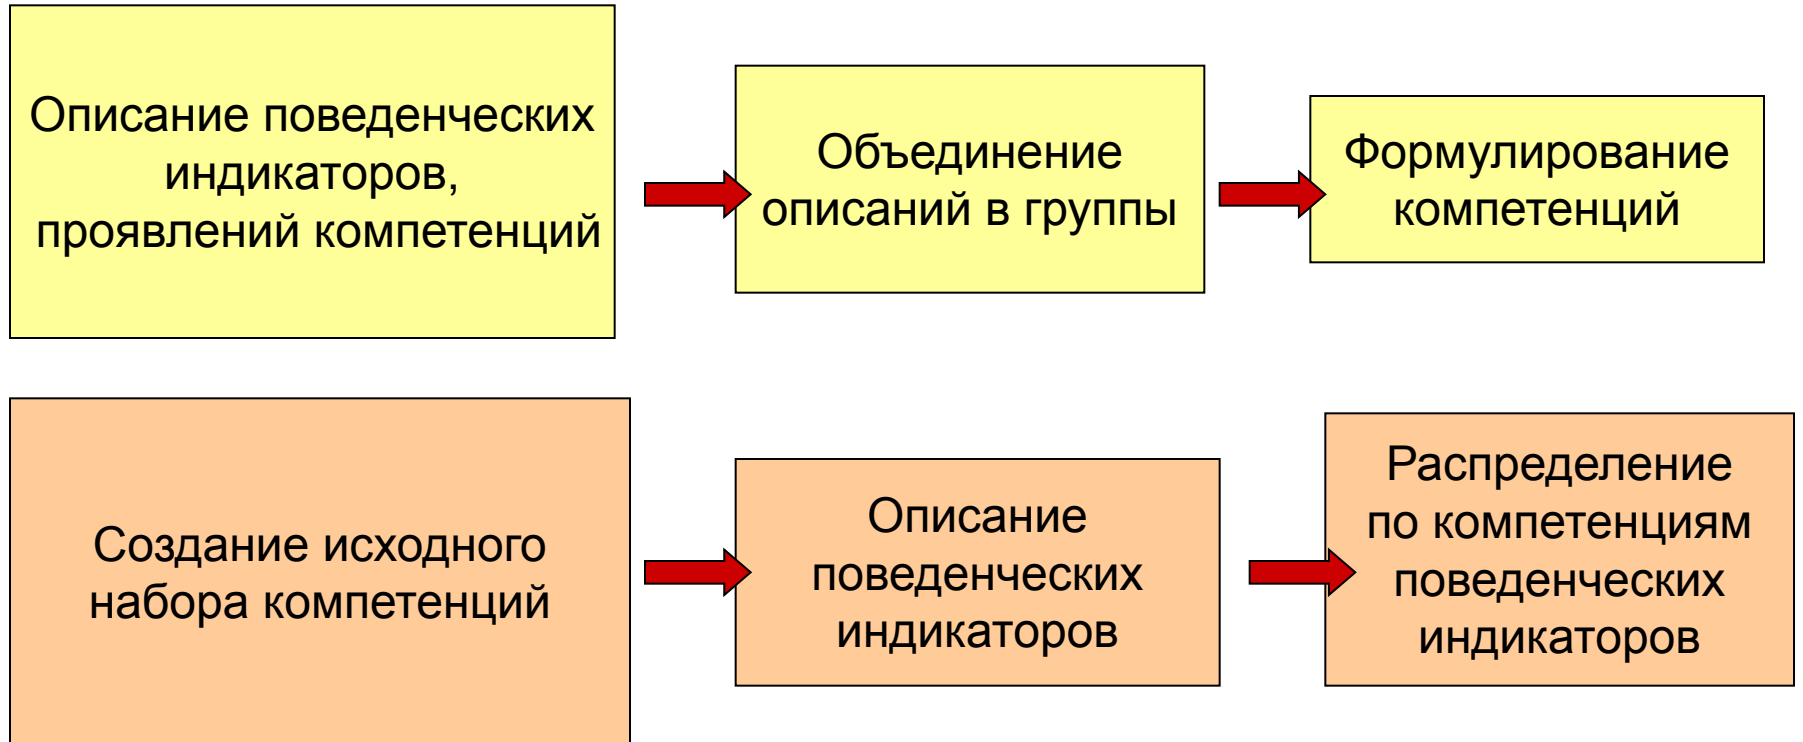 Описание поведенческих
индикаторов,
проявлений компетенций
Объединение
описаний в группы
Формулирование
компетенций
Создание исходного
набора компетенций
Описание
поведенческих
индикаторов
Распределение
по компетенциям
поведенческих
индикаторов